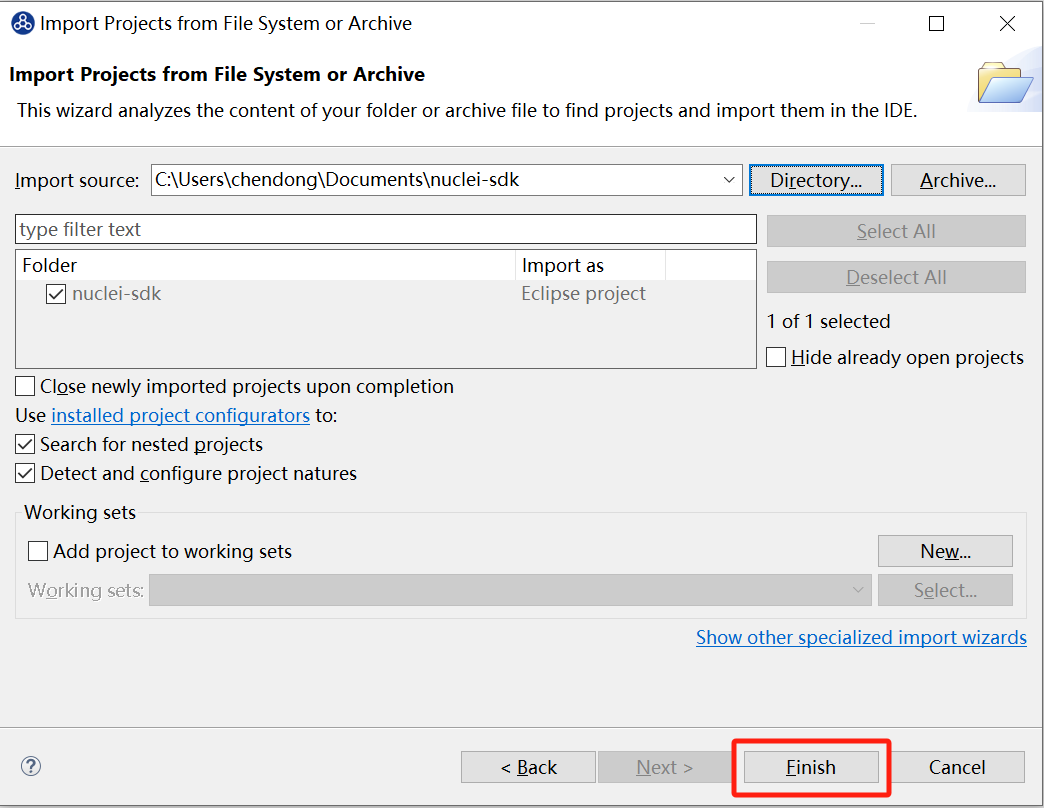 Import Projects from File System or Archive
Import Projects from File System or Archive
This wizard analyzes the content of your folder or archive file to find projects and import them in the IDE.
Import source: C:\Users\chendong\Documents\nuclei-sdk Directory... Archive...
type filter text Select All
Folder Import as
nuclei-sdk Eclipse project
Deselect All
1 of 1 selected
Hide already open projects
Close newly imported projects upon completion
Use installed project configurators to:
Search for nested projects
Detect and configure project natures
Working sets
Add project to working sets New...
Working sets: Select...
Show other specialized import wizards
? < Back Next > Finish Cancel